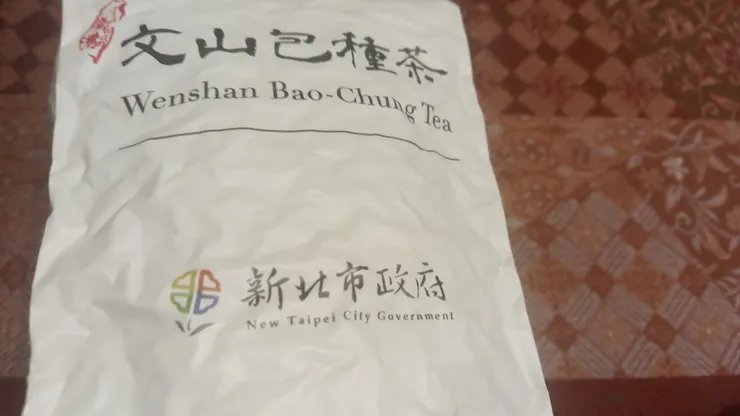 文山包種茶
Wenshan Bao-Chung Tea
新北市政府
New Taipei City Government